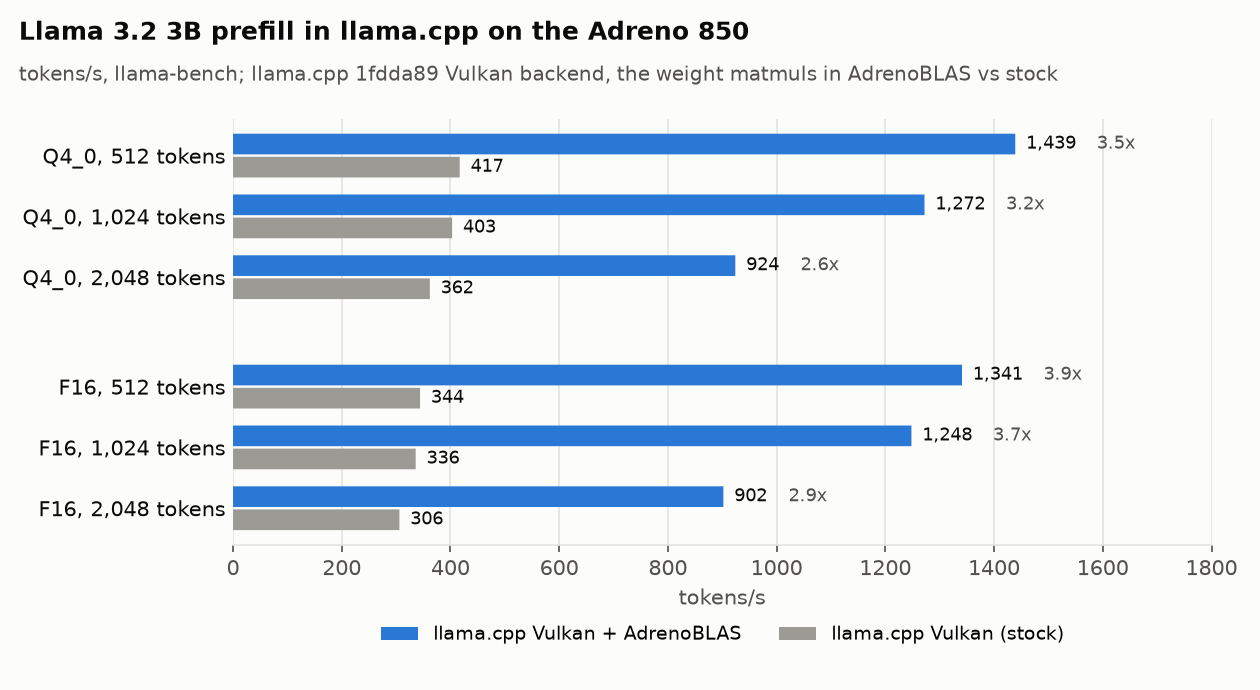 Llama 3.2 3B prefill in llama.cpp on the Adreno 850
tokens/s, llama-bench; llama.cpp 1fdda89 Vulkan backend, the weight matmuls in AdrenoBLAS vs stock
Q4_0, 512 tokens
1,439 3.5x
417
Q4_0, 1,024 tokens
1,272 3.2x
403
Q4_0, 2,048 tokens
924 2.6x
362
F16, 512 tokens
1,341 3.9x
344
F16, 1,024 tokens
1,248 3.7x
336
F16, 2,048 tokens
902 2.9x
306
0 200 400 600 800 1000 1200 1400 1600 1800
tokens/s
llama.cpp Vulkan + AdrenoBLAS llama.cpp Vulkan (stock)